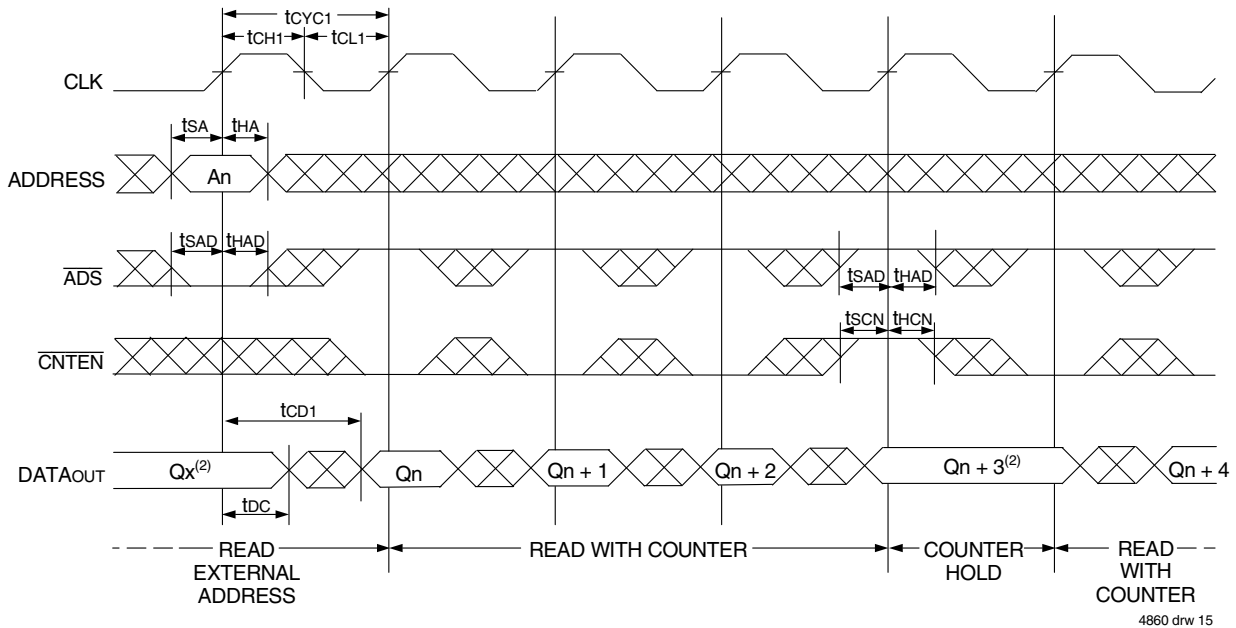 tCYC1
tCH1 tCL1
CLK
tSA tHA
ADDRESS An
tSAD tHAD
ADS
tSAD tHAD
tSCN tHCN
CNTEN
tCD1
DATAOUT Qx(2) Qn Qn + 1 Qn + 2 Qn + 3(2) Qn + 4
tDC
READ EXTERNAL ADDRESS
READ WITH COUNTER
COUNTER HOLD
READ WITH COUNTER
4860 drw 15